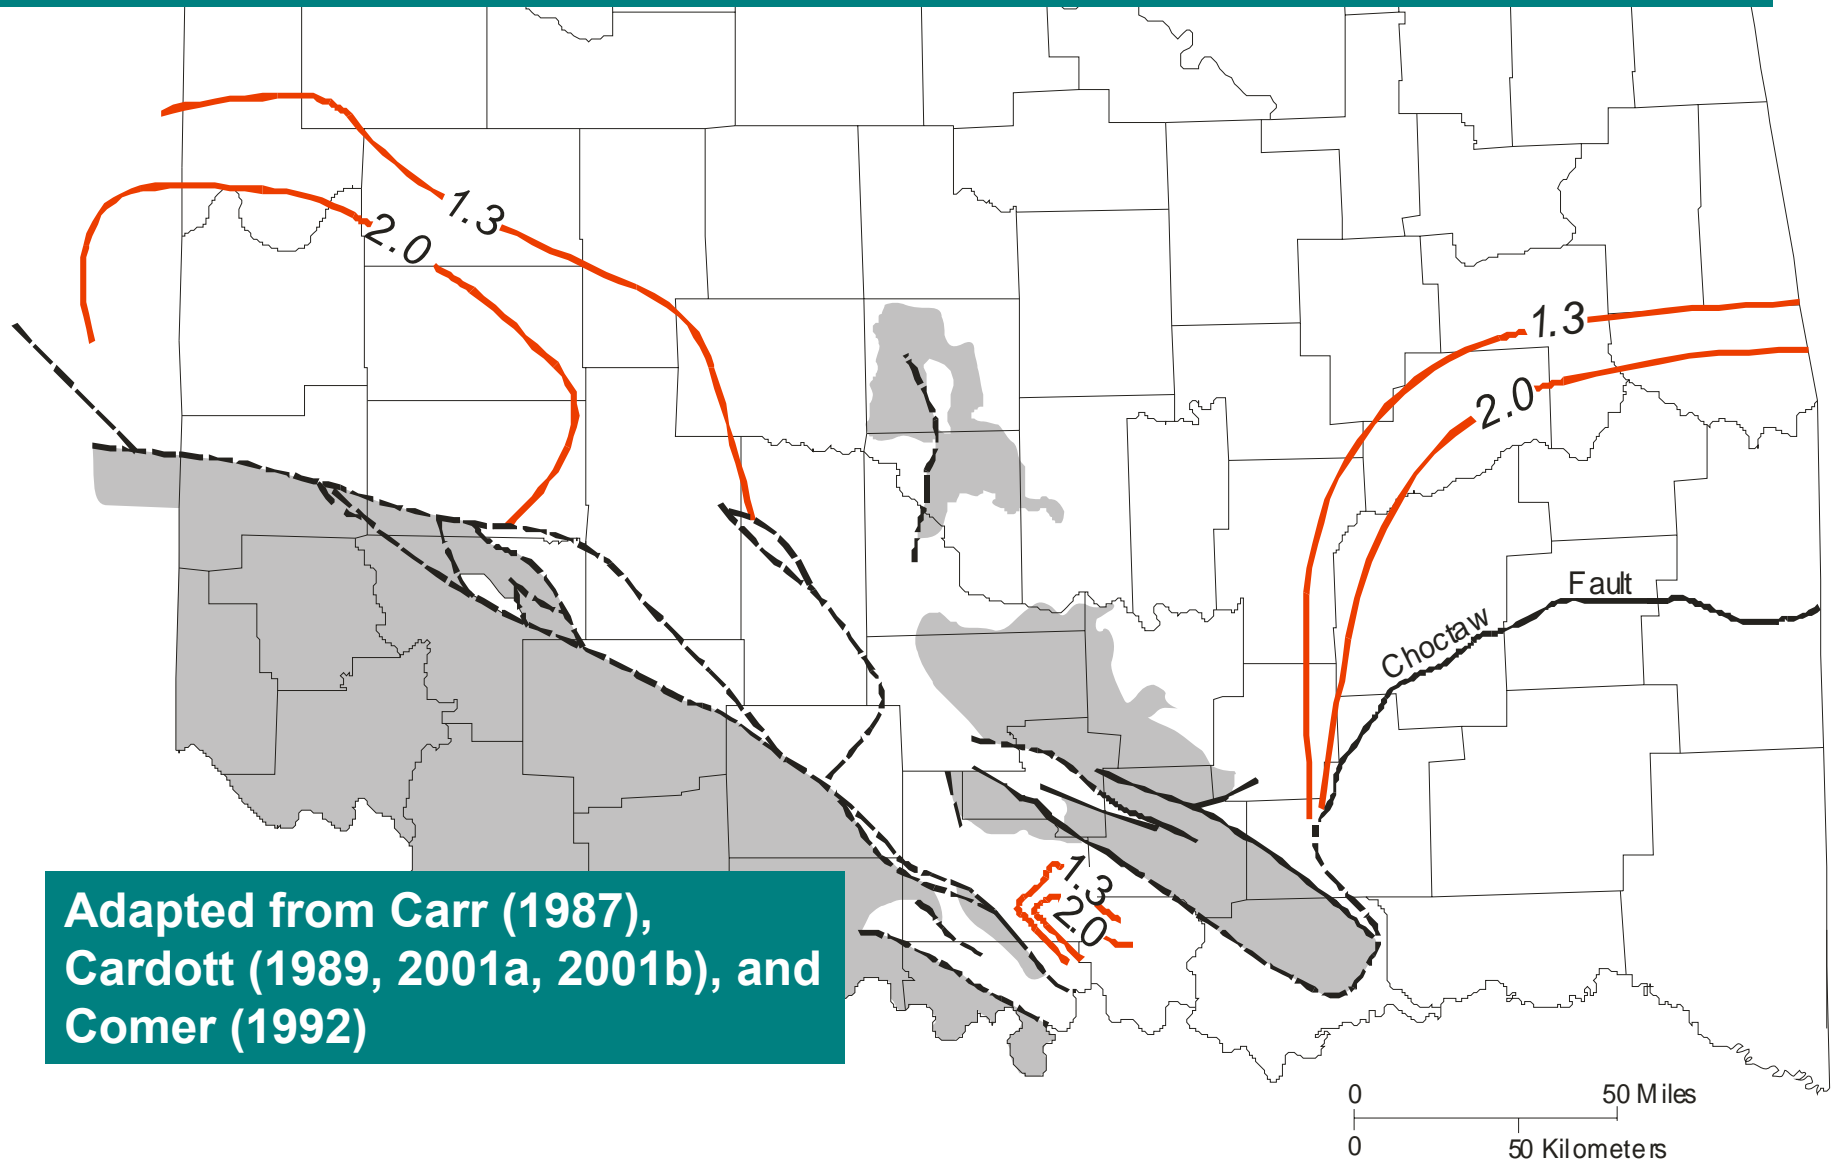 1.3
2.0
1.3
2.0
Fault
Choctaw
1.3
2.0
Adapted from Carr (1987),
Cardott (1989, 2001a, 2001b), and
Comer (1992)
0 50 Miles
0 50 Kilometers